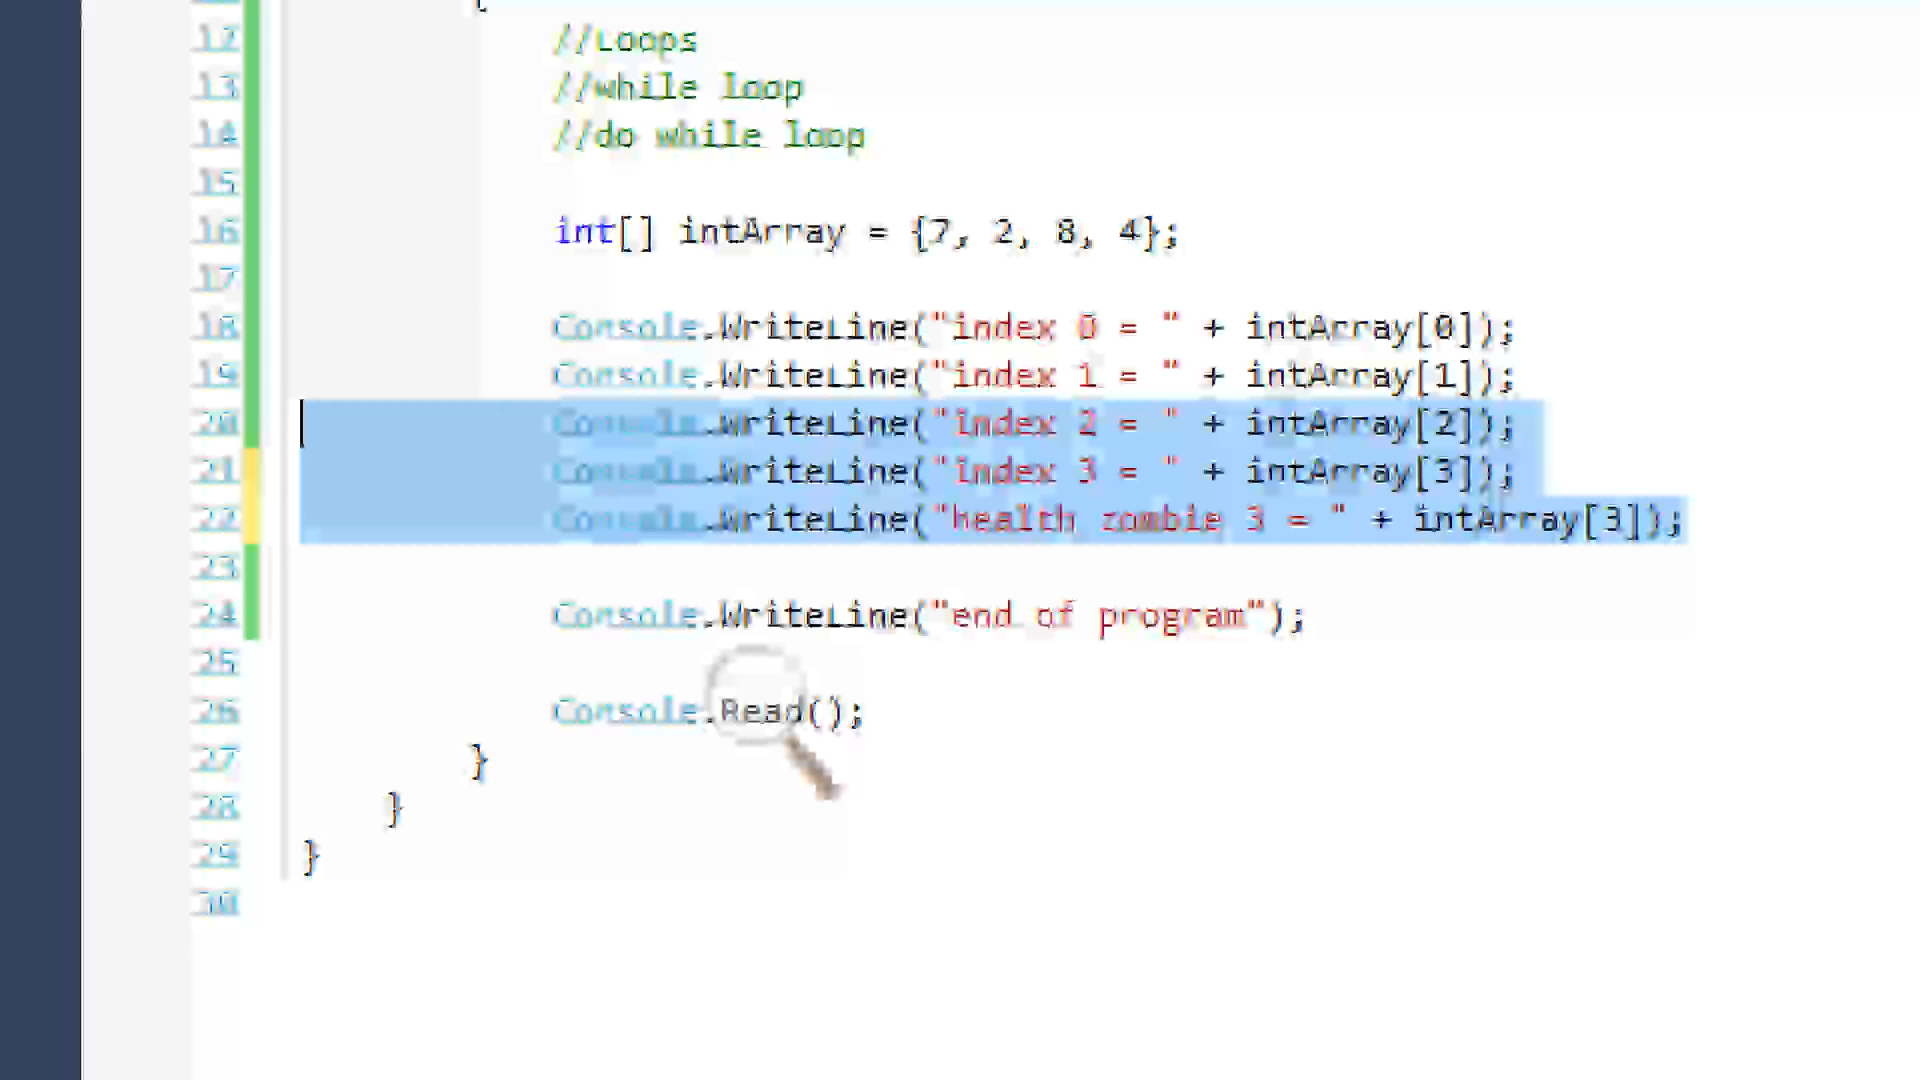 12 //Loops
13 //while loop
14 //do while loop
15
16 int[] intArray = {7, 2, 8, 4};
17
18 Console.WriteLine("index 0 = " + intArray[0]);
19 Console.WriteLine("index 1 = " + intArray[1]);
20 Console.WriteLine("index 2 = " + intArray[2]);
21 Console.WriteLine("index 3 = " + intArray[3]);
22 Console.WriteLine("health zombie 3 = " + intArray[3]);
23
24 Console.WriteLine("end of program");
25
26 Console.Read();
27 }
28 }
29 }
30